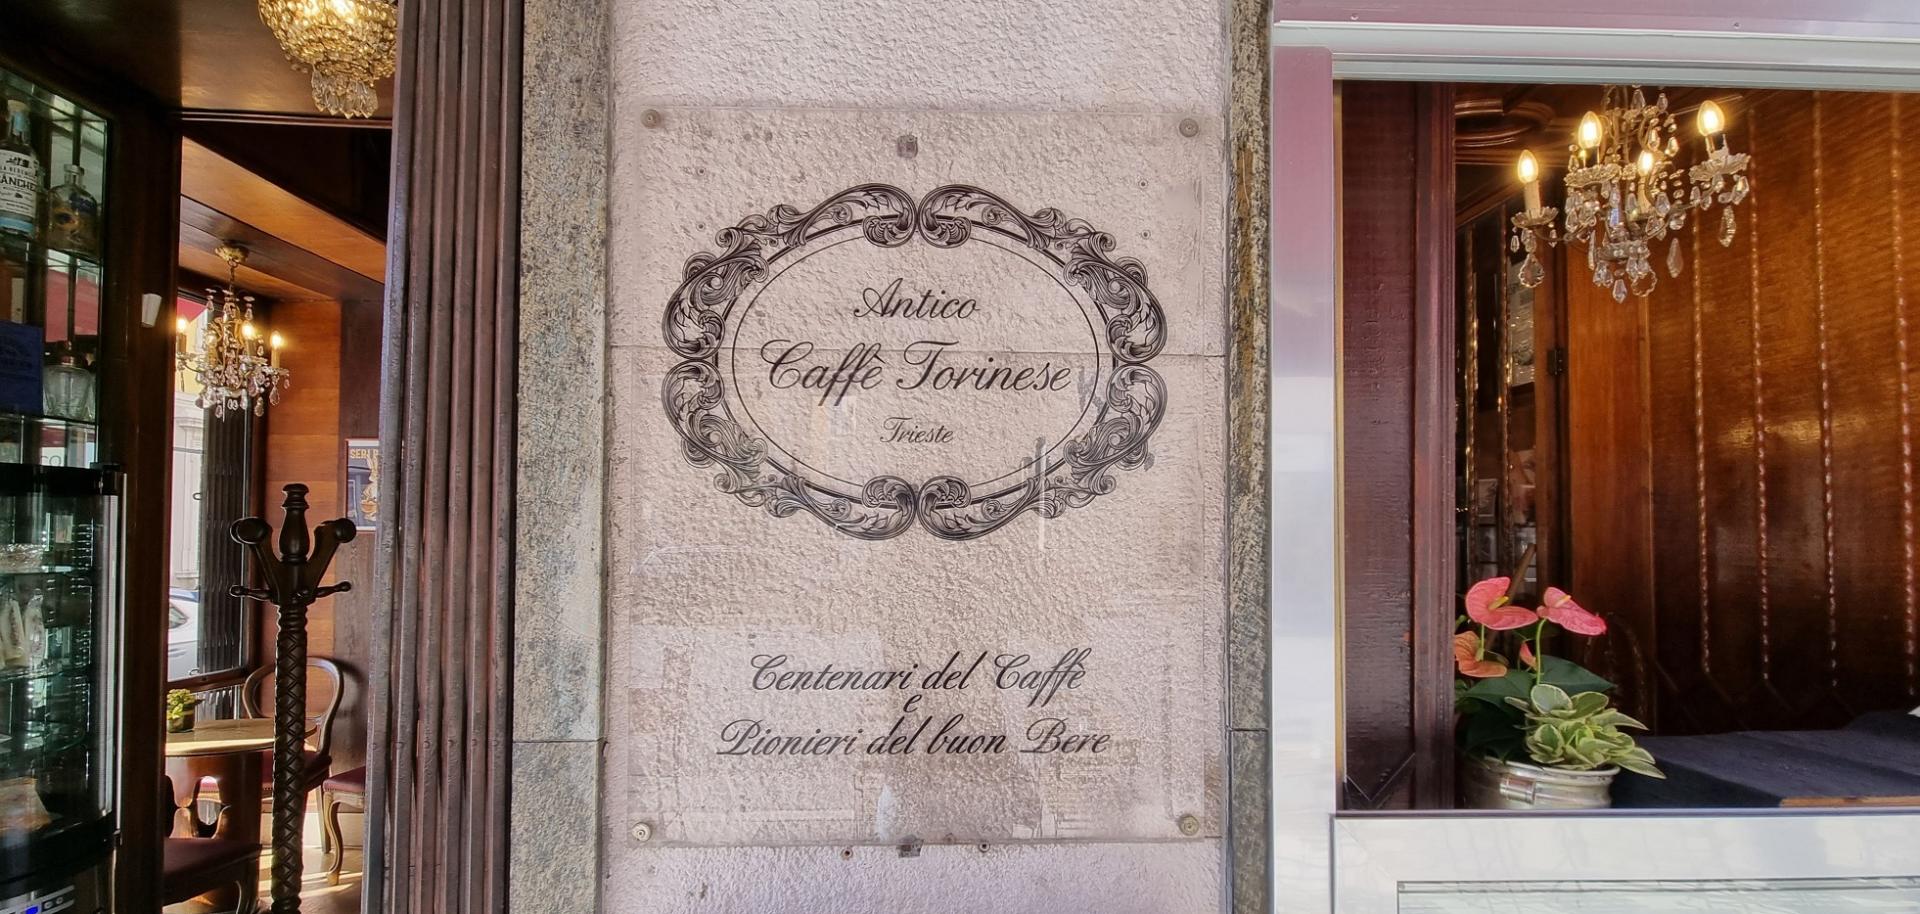 Antico
Caffè Torinese
Trieste
Centenari del Caffè
e
Pionieri del buon Bere